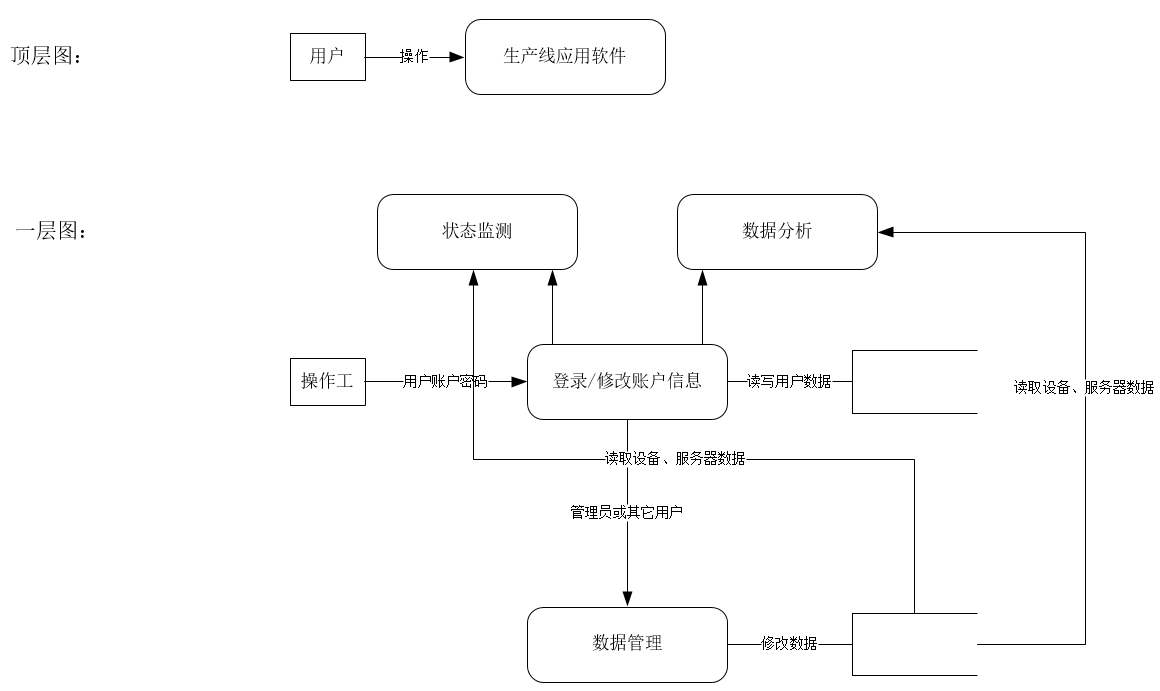 顶层图：
用户
操作
生产线应用软件
一层图：
状态监测
数据分析
操作工
用户账户密码
登录/修改账户信息
读写用户数据
读取设备、服务器数据
读取设备、服务器数据
管理员或其它用户
数据管理
修改数据